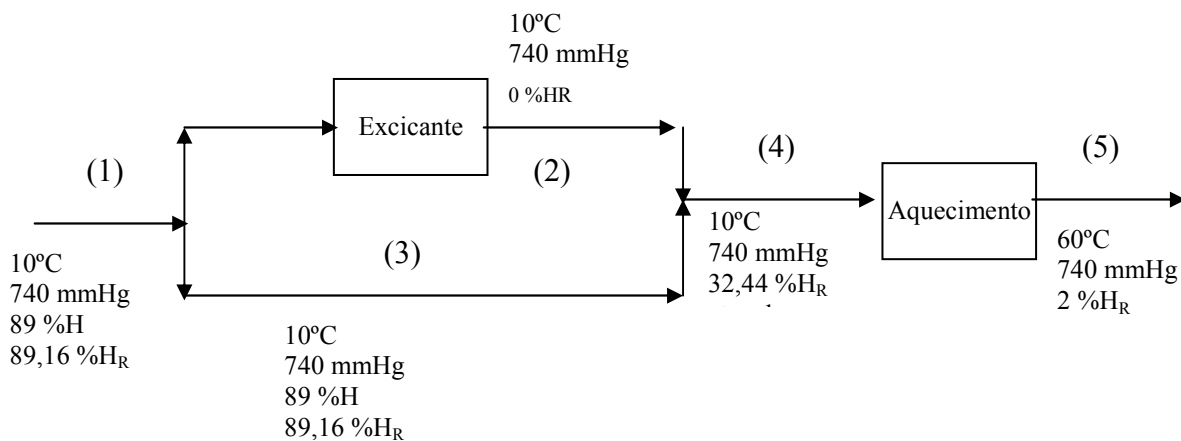 10ºC
740 mmHg
0 %HR
Excicante
(1)
(2)
(4)
(5)
Aquecimento
(3)
10ºC
740 mmHg
32,44 %HR
60ºC
740 mmHg
2 %HR
10ºC
740 mmHg
89 %H
89,16 %HR
10ºC
740 mmHg
89 %H
89,16 %HR